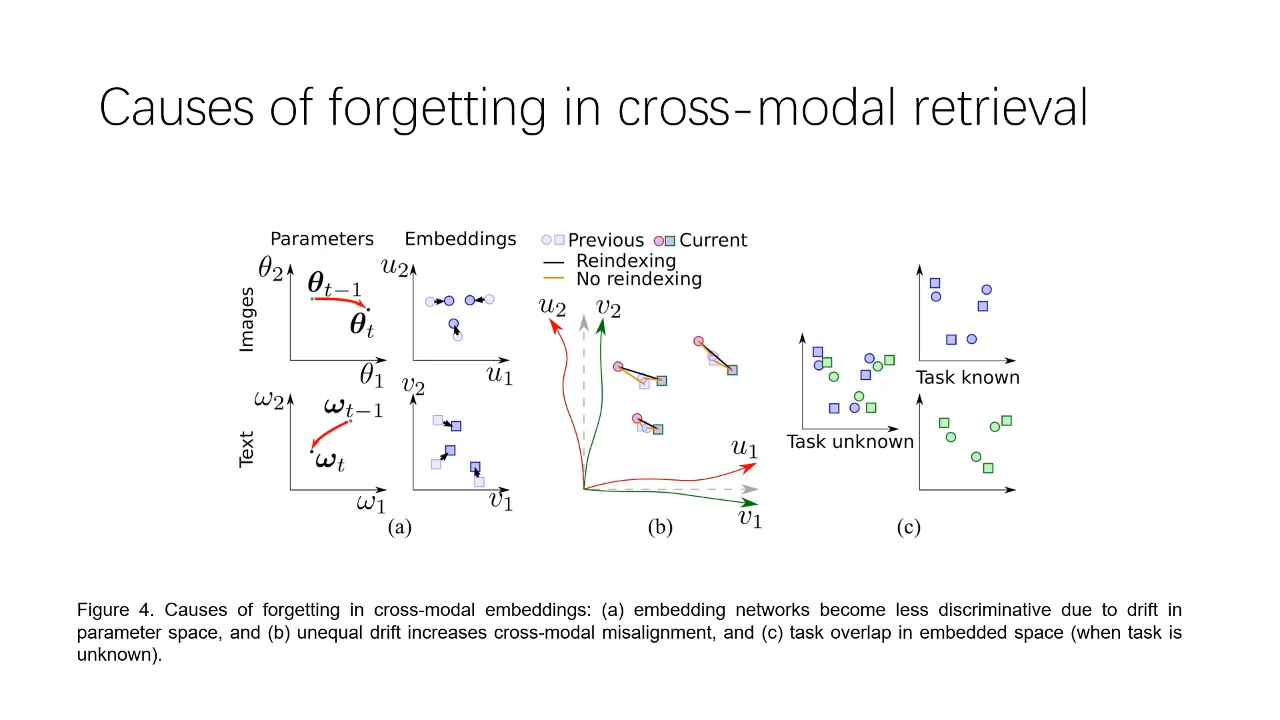 Causes of forgetting in cross-modal retrieval
Parameters
Embeddings
Images
θ2
θt−1
θt
θ1
u2
u1
Text
ω2
ωt−1
ωt
ω1
v2
v1
(a)
Previous
Current
Reindexing
No reindexing
u2
v2
u1
v1
(b)
Task unknown
Task known
(c)
Figure 4. Causes of forgetting in cross-modal embeddings: (a) embedding networks become less discriminative due to drift in
parameter space, and (b) unequal drift increases cross-modal misalignment, and (c) task overlap in embedded space (when task is
unknown).